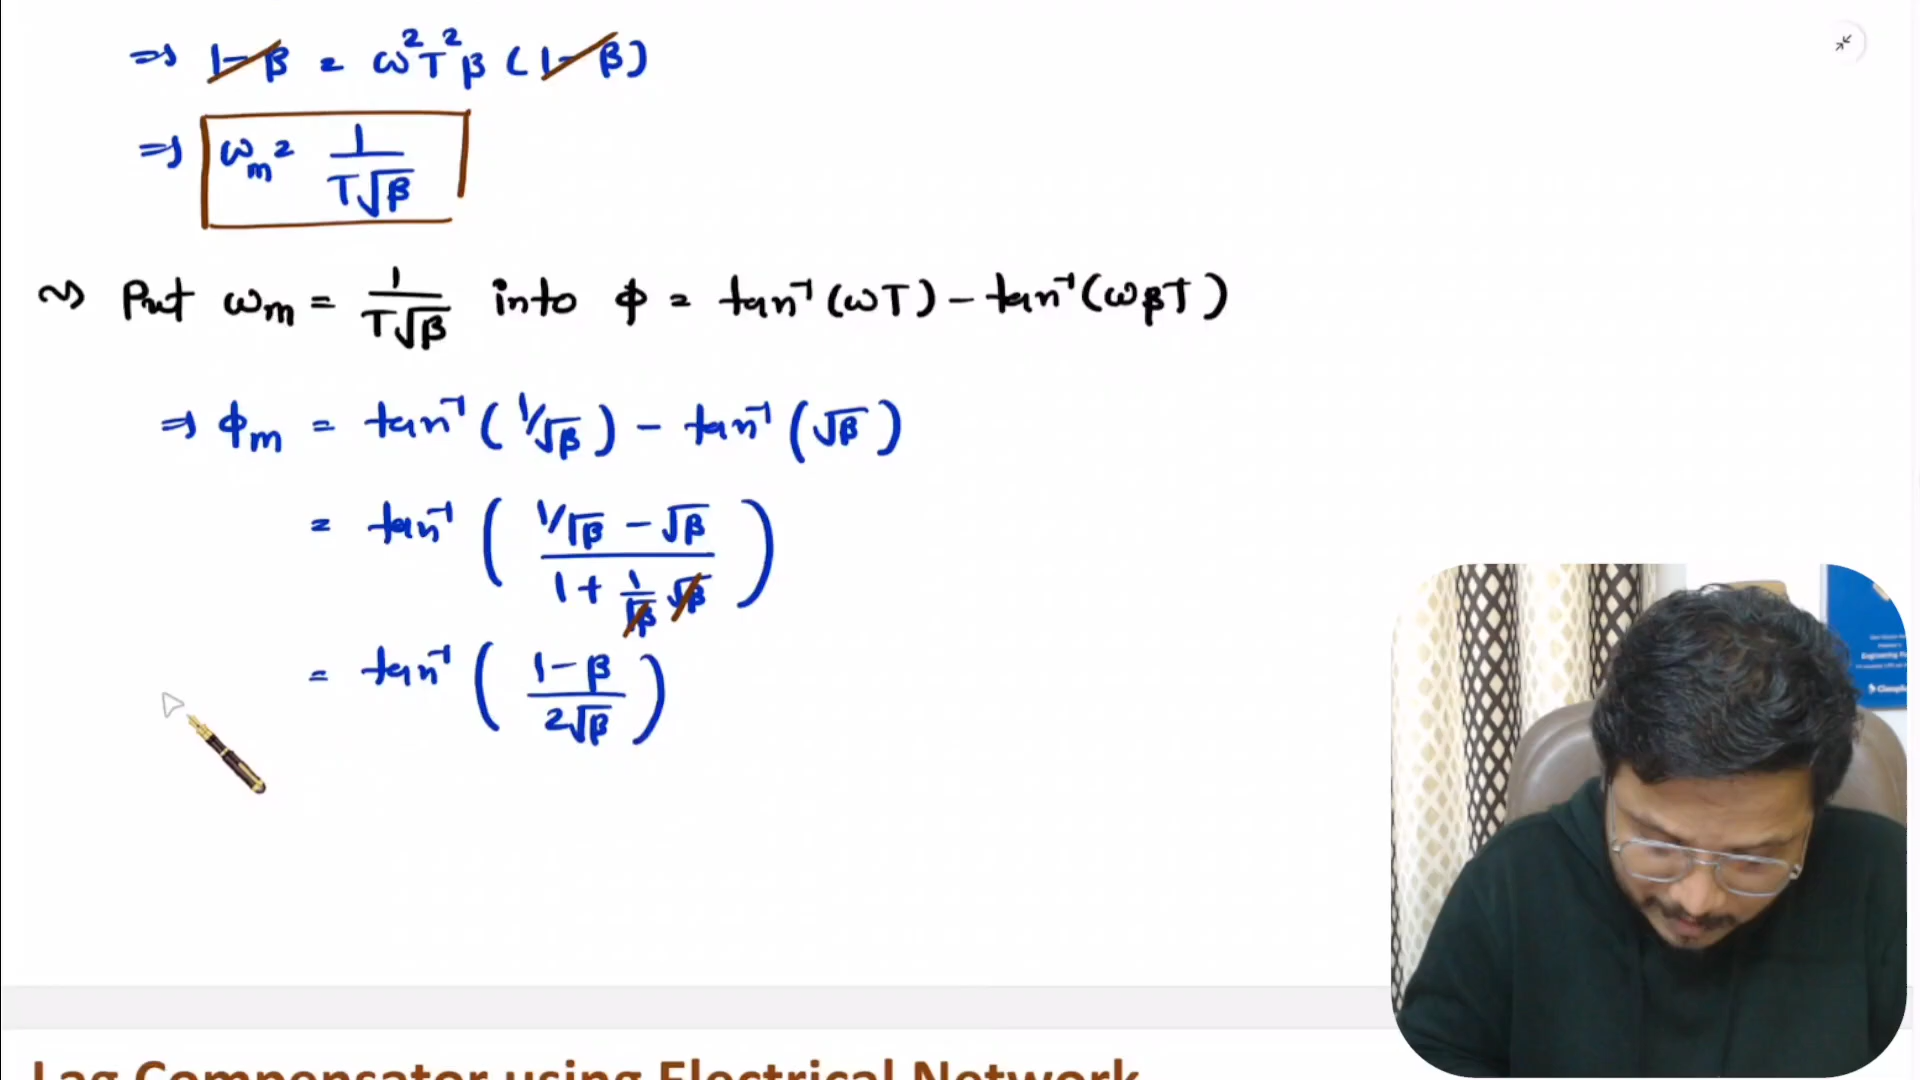 ⇒ 1-β = ω²T²β (1-β)
⇒ ωm = 1/(T√β)
~> Put ωm = 1/(T√β) into ϕ = tan⁻¹(ωT) - tan⁻¹(ωβT)
⇒ ϕm = tan⁻¹(1/√β) - tan⁻¹(√β)
= tan⁻¹((1/√β - √β)/(1 + (1/√β)√β))
= tan⁻¹((1-β)/(2√β))
Lag Compensator using Electrical Network